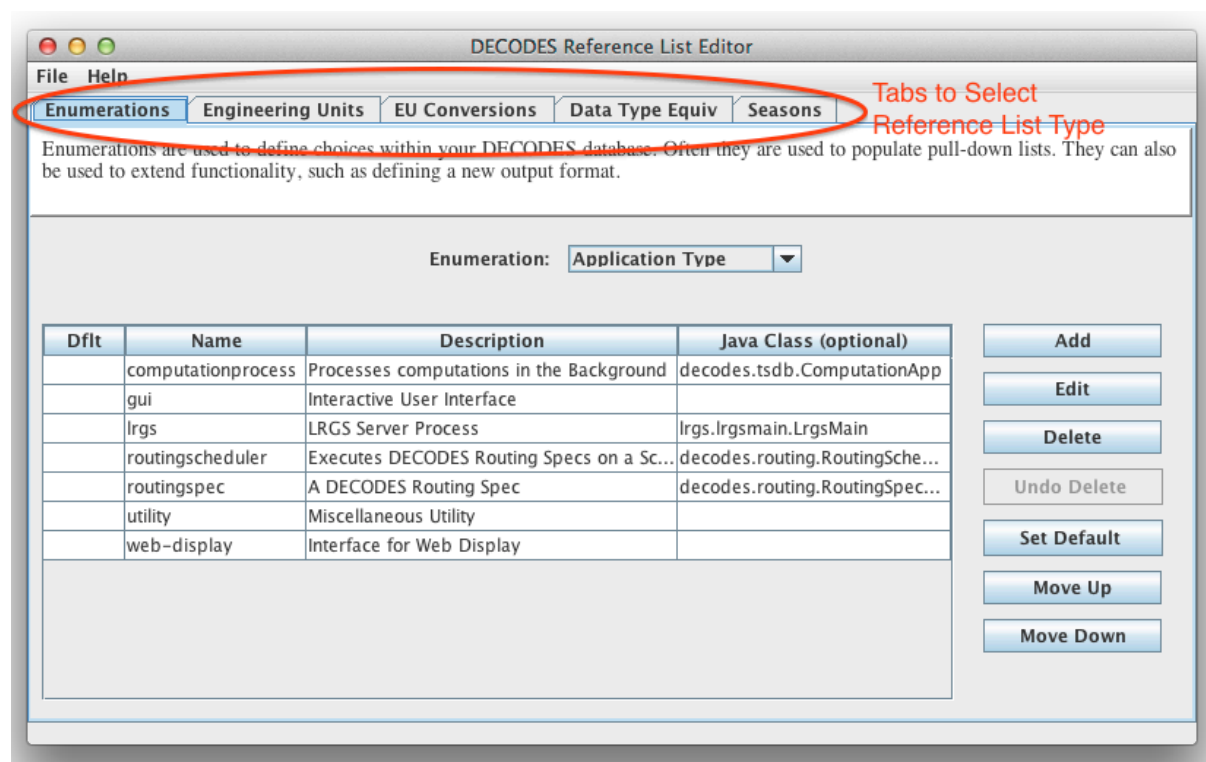 DECODES Reference List Editor
File Help
Enumerations Engineering Units EU Conversions Data Type Equiv Seasons
Tabs to Select
Reference List Type
Enumerations are used to define choices within your DECODES database. Often they are used to populate pull-down lists. They can also
be used to extend functionality, such as defining a new output format.
Enumeration: Application Type
Dflt Name Description Java Class (optional)
computationprocess Processes computations in the Background decodes.tsdb.ComputationApp
gui Interactive User Interface
lrgs LRGS Server Process lrgs.lrgsmain.LrgsMain
routingscheduler Executes DECODES Routing Specs on a Sc... decodes.routing.RoutingSche...
routingspec A DECODES Routing Spec decodes.routing.RoutingSpec...
utility Miscellaneous Utility
web-display Interface for Web Display
Add
Edit
Delete
Undo Delete
Set Default
Move Up
Move Down